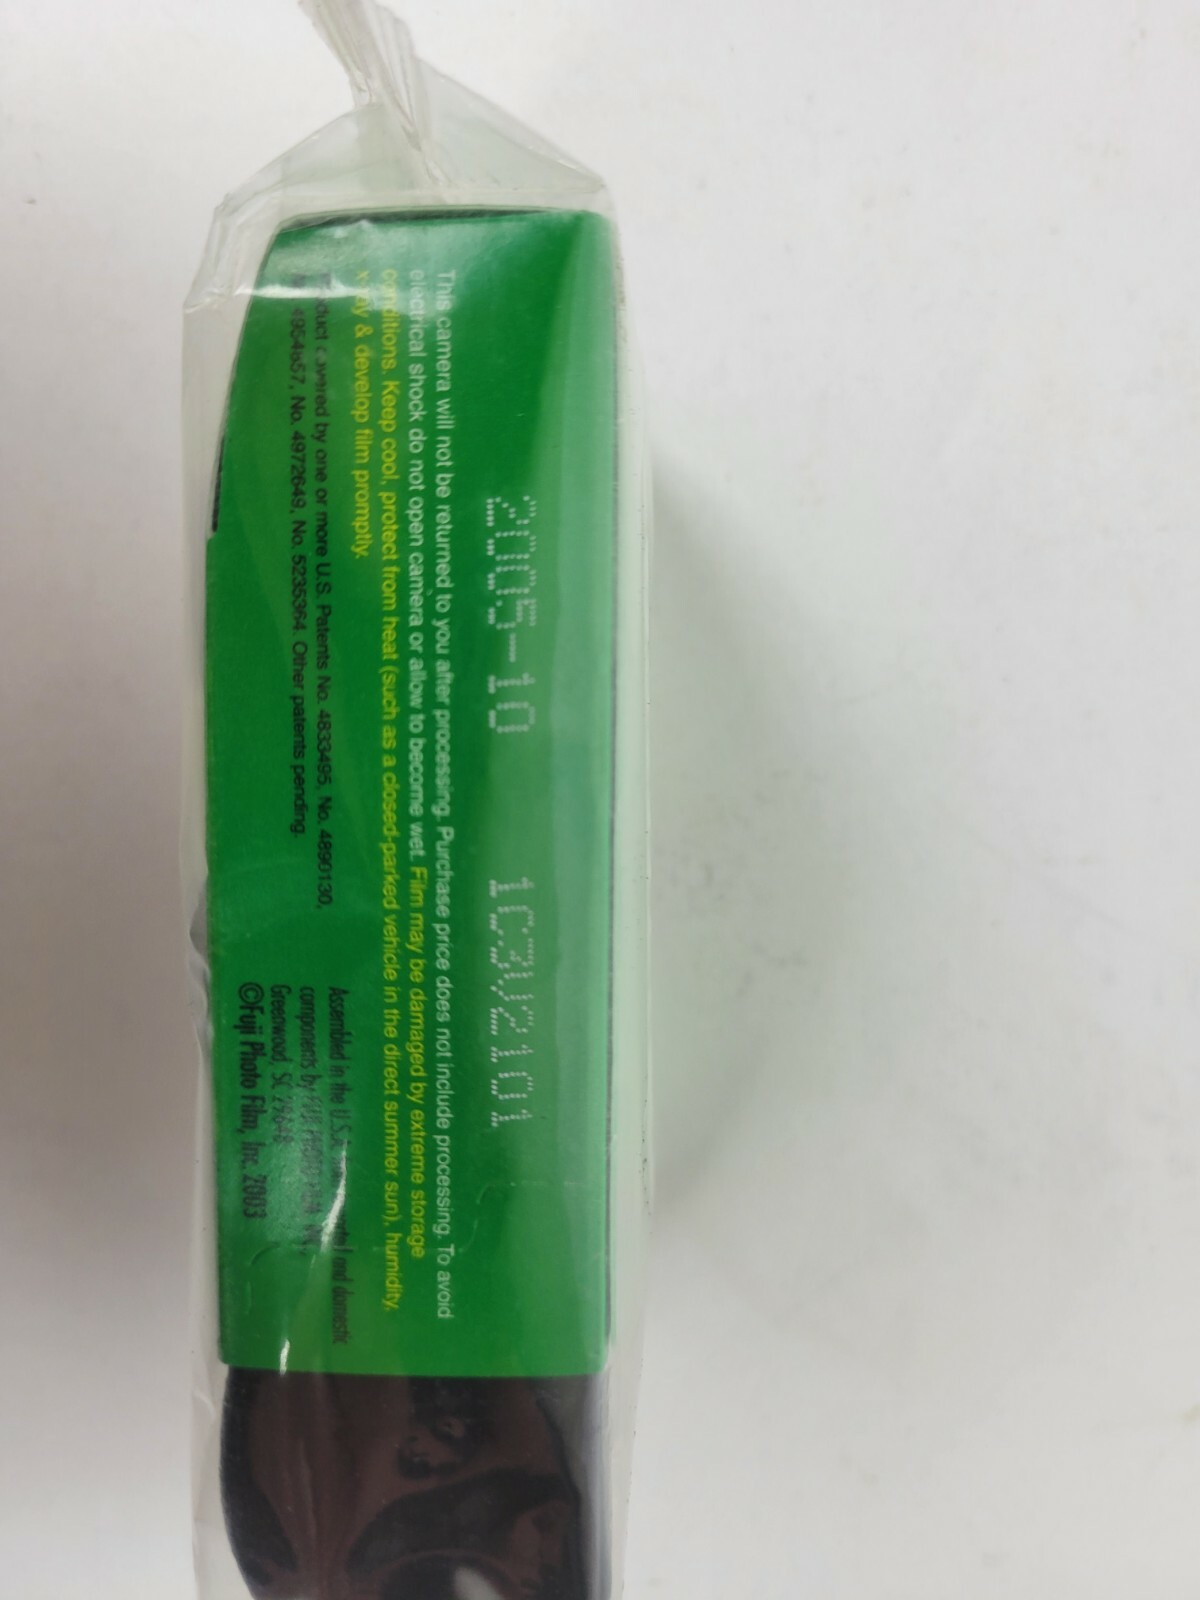 2005-10
This camera will not be returned to you after processing. Purchase price does not include processing. To avoid
electrical shock do not open camera or allow to become wet. Film may be damaged by extreme storage
conditions. Keep cool, protect from heat (such as a closed-parked vehicle in the direct summer sun), humidity,
x-ray & develop film promptly.
Product covered by one or more U.S. Patents No. 4833495, No. 4890130,
4954857, No. 4972649, No. 5235364. Other patents pending.
Assembled in the U.S. and domestic
components by
Greenwood, SC 29648
©Fuji Photo Film, Inc. 2003